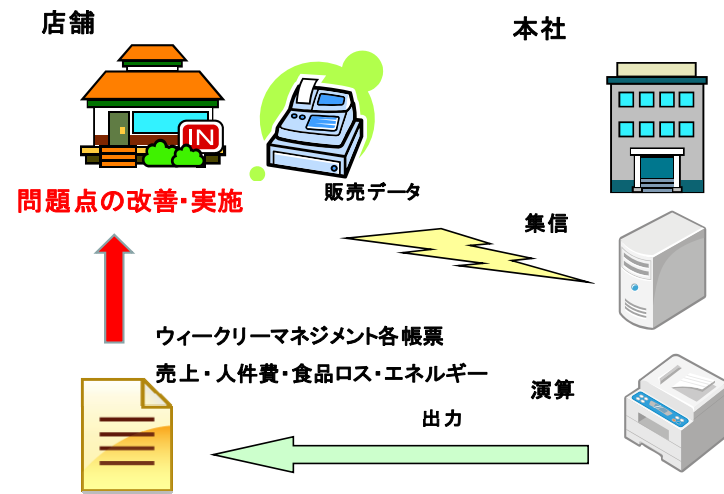 店舗
本社
IN
販売データ
問題点の改善・実施
集信
ウィークリーマネジメント各帳票
売上・人件費・食品ロス・エネルギー
演算
出力